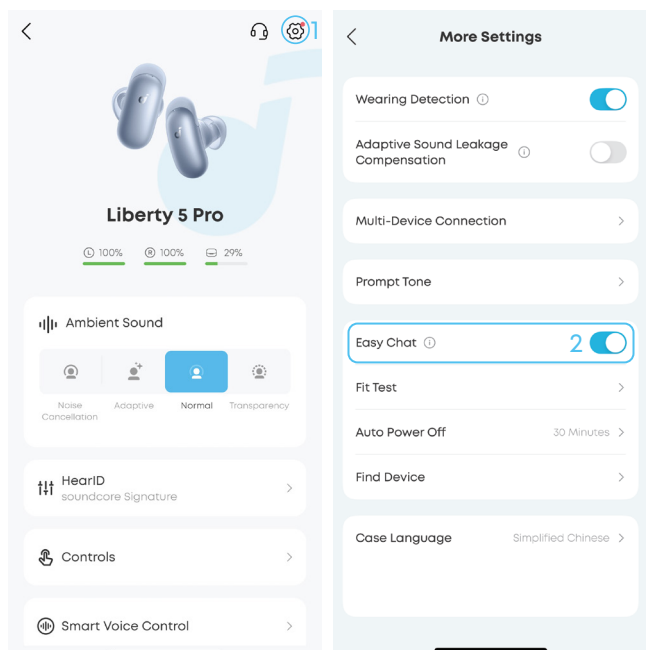 1
Liberty 5 Pro
L 100% R 100% 29%
Ambient Sound
Noise Cancellation Adaptive Normal Transparency
HearID
soundcore Signature
Controls
Smart Voice Control
More Settings
Wearing Detection
Adaptive Sound Leakage
Compensation
Multi-Device Connection
Prompt Tone
Easy Chat 2
Fit Test
Auto Power Off 30 Minutes
Find Device
Case Language Simplified Chinese